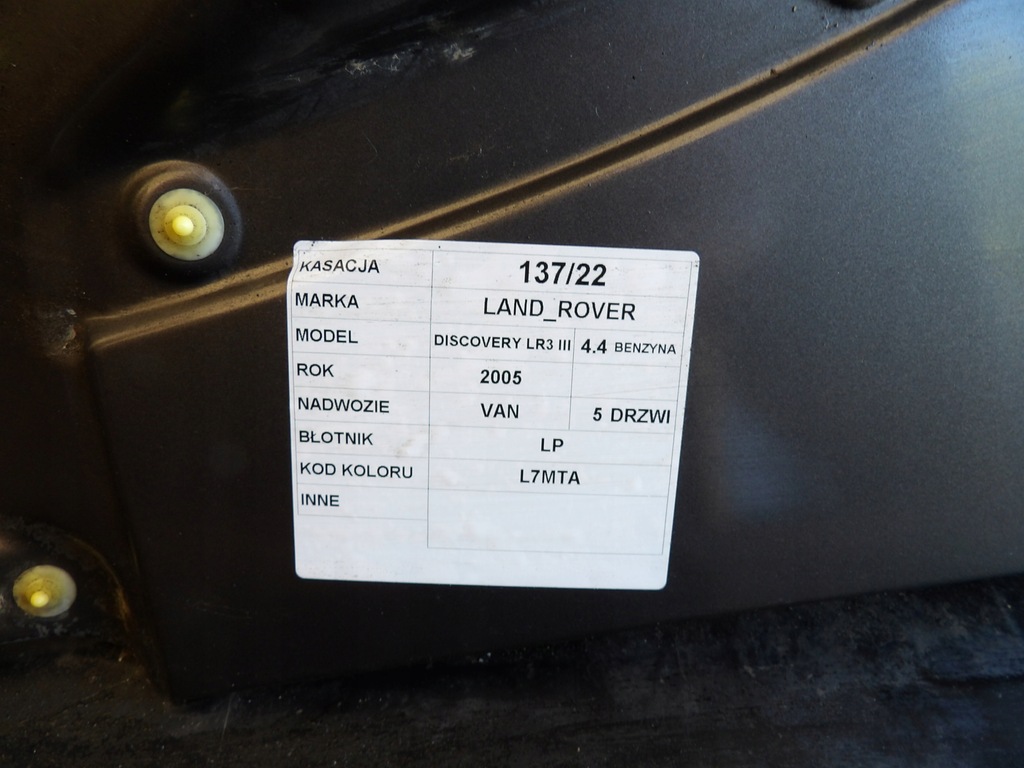 KASACJA 137/22
MARKA LAND_ROVER
MODEL DISCOVERY LR3 III 4.4 BENZYNA
ROK 2005
NADWOZIE VAN 5 DRZWI
BŁOTNIK LP
KOD KOLORU L7MTA
INNE